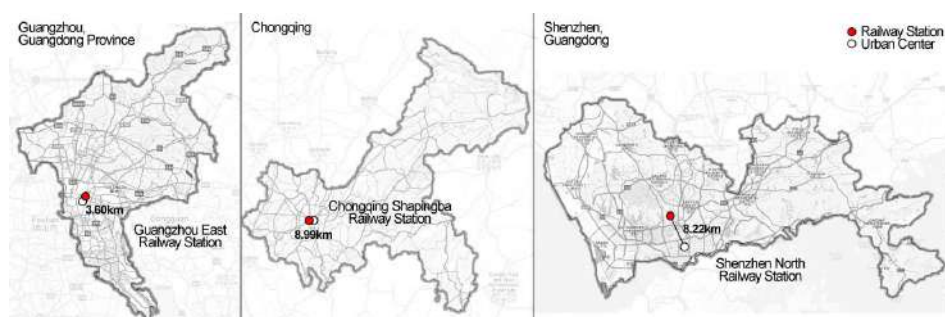 Guangzhou,
Guangdong Province
3.60km
Guangzhou East
Railway Station
Chongqing
Chongqing Shapingba
Railway Station
8.99km
Shenzhen,
Guangdong
Railway Station
Urban Center
8.22km
Shenzhen North
Railway Station